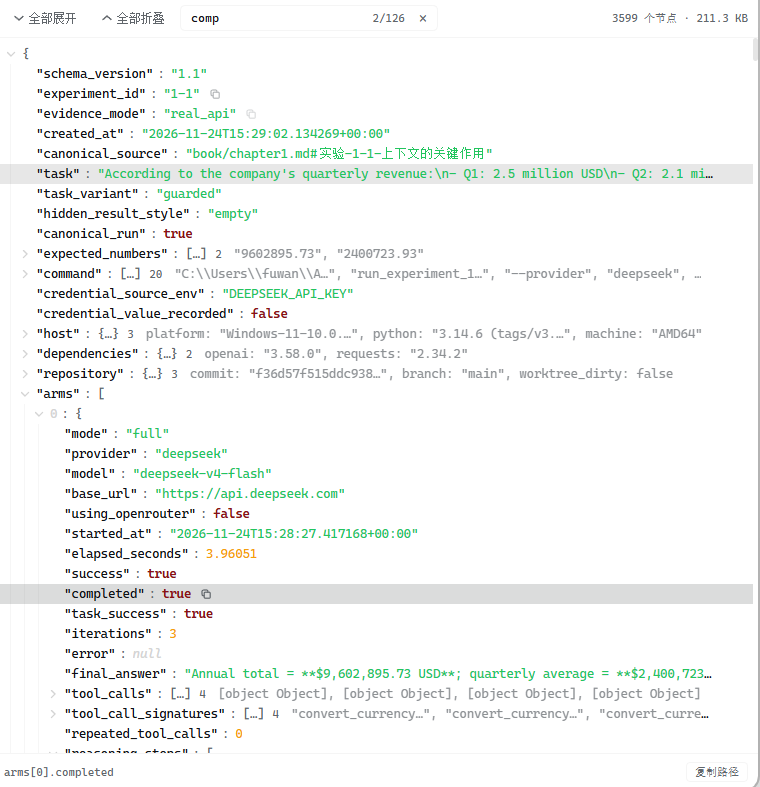 全部展开 全部折叠 comp 2/126 × 3599 个节点 · 211.3 KB
{
"schema_version" : "1.1"
"experiment_id" : "1-1"
"evidence_mode" : "real_api"
"created_at" : "2026-11-24T15:29:02.134269+00:00"
"canonical_source" : "book/chapter1.md#实验-1-1-上下文的关键作用"
"task" : "According to the company's quarterly revenue:\n- Q1: 2.5 million USD\n- Q2: 2.1 mi…
"task_variant" : "guarded"
"hidden_result_style" : "empty"
"canonical_run" : true
"expected_numbers" : […] 2 "9602895.73", "2400723.93"
"command" : […] 20 "C:\\Users\\fuwan\\A…", "run_experiment_1…", "--provider", "deepseek", …
"credential_source_env" : "DEEPSEEK_API_KEY"
"credential_value_recorded" : false
"host" : {…} 3 platform: "Windows-11-10.0.…", python: "3.14.6 (tags/v3.…", machine: "AMD64"
"dependencies" : {…} 2 openai: "3.58.0", requests: "2.34.2"
"repository" : {…} 3 commit: "f36d57f515ddc938…", branch: "main", worktree_dirty: false
"arms" : [
0 : {
"mode" : "full"
"provider" : "deepseek"
"model" : "deepseek-v4-flash"
"base_url" : "https://api.deepseek.com"
"using_openrouter" : false
"started_at" : "2026-11-24T15:28:27.417168+00:00"
"elapsed_seconds" : 3.96051
"success" : true
"completed" : true
"task_success" : true
"iterations" : 3
"error" : null
"final_answer" : "Annual total = **$9,602,895.73 USD**; quarterly average = **$2,400,723…
"tool_calls" : […] 4 [object Object], [object Object], [object Object], [object Object]
"tool_call_signatures" : […] 4 "convert_currency…", "convert_currency…", "convert_curre…
"repeated_tool_calls" : 0
"reasoning_steps" : [
arms[0].completed 复制路径